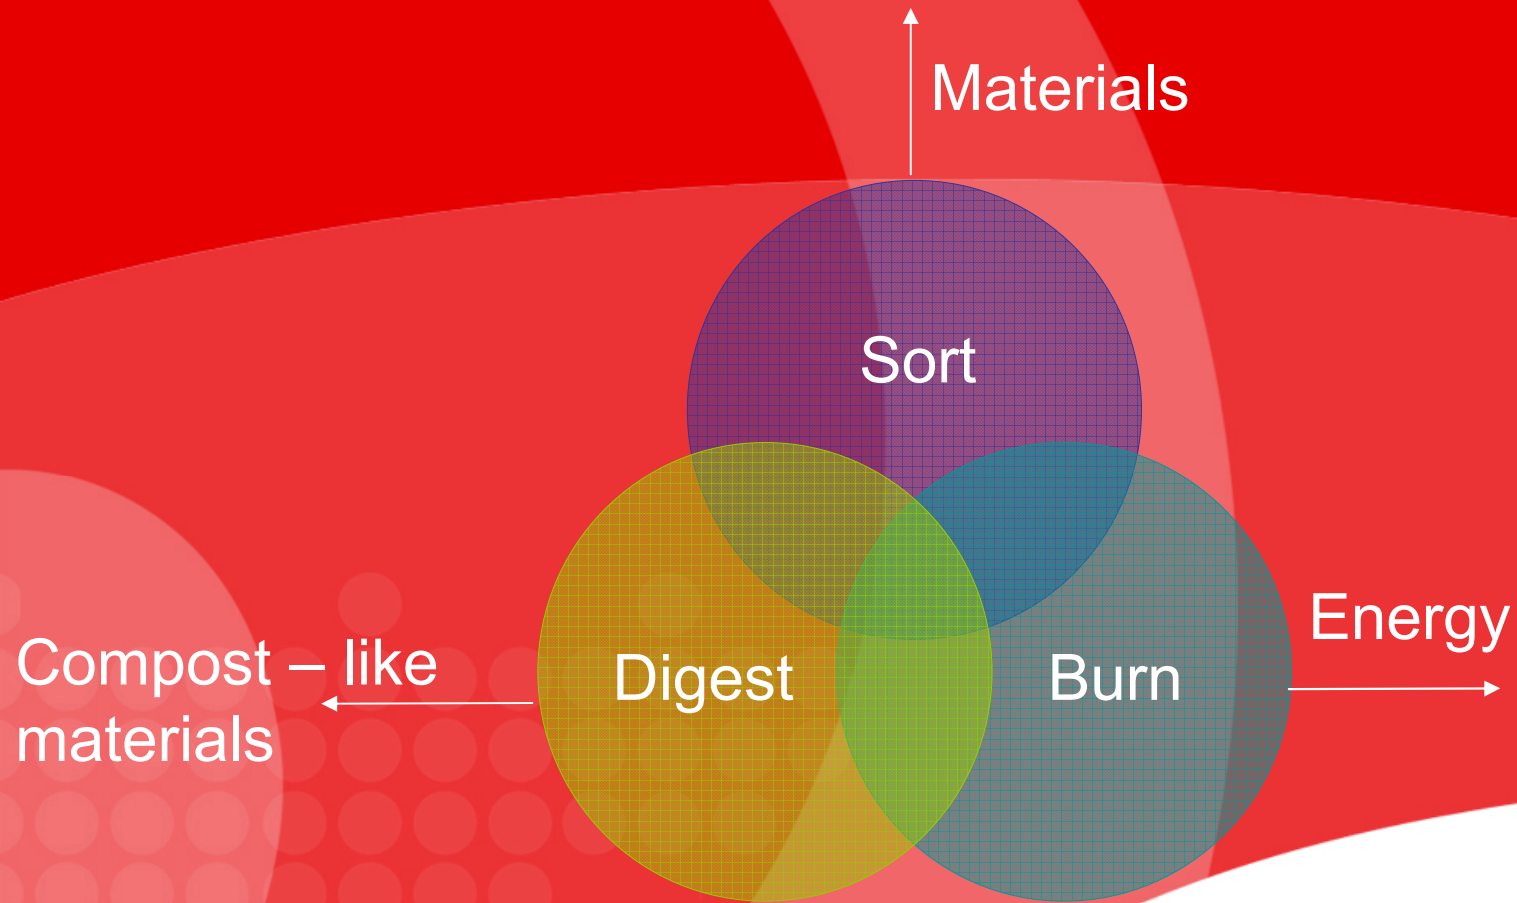 Materials
Sort
Energy
Compost – like
materials
Digest
Burn